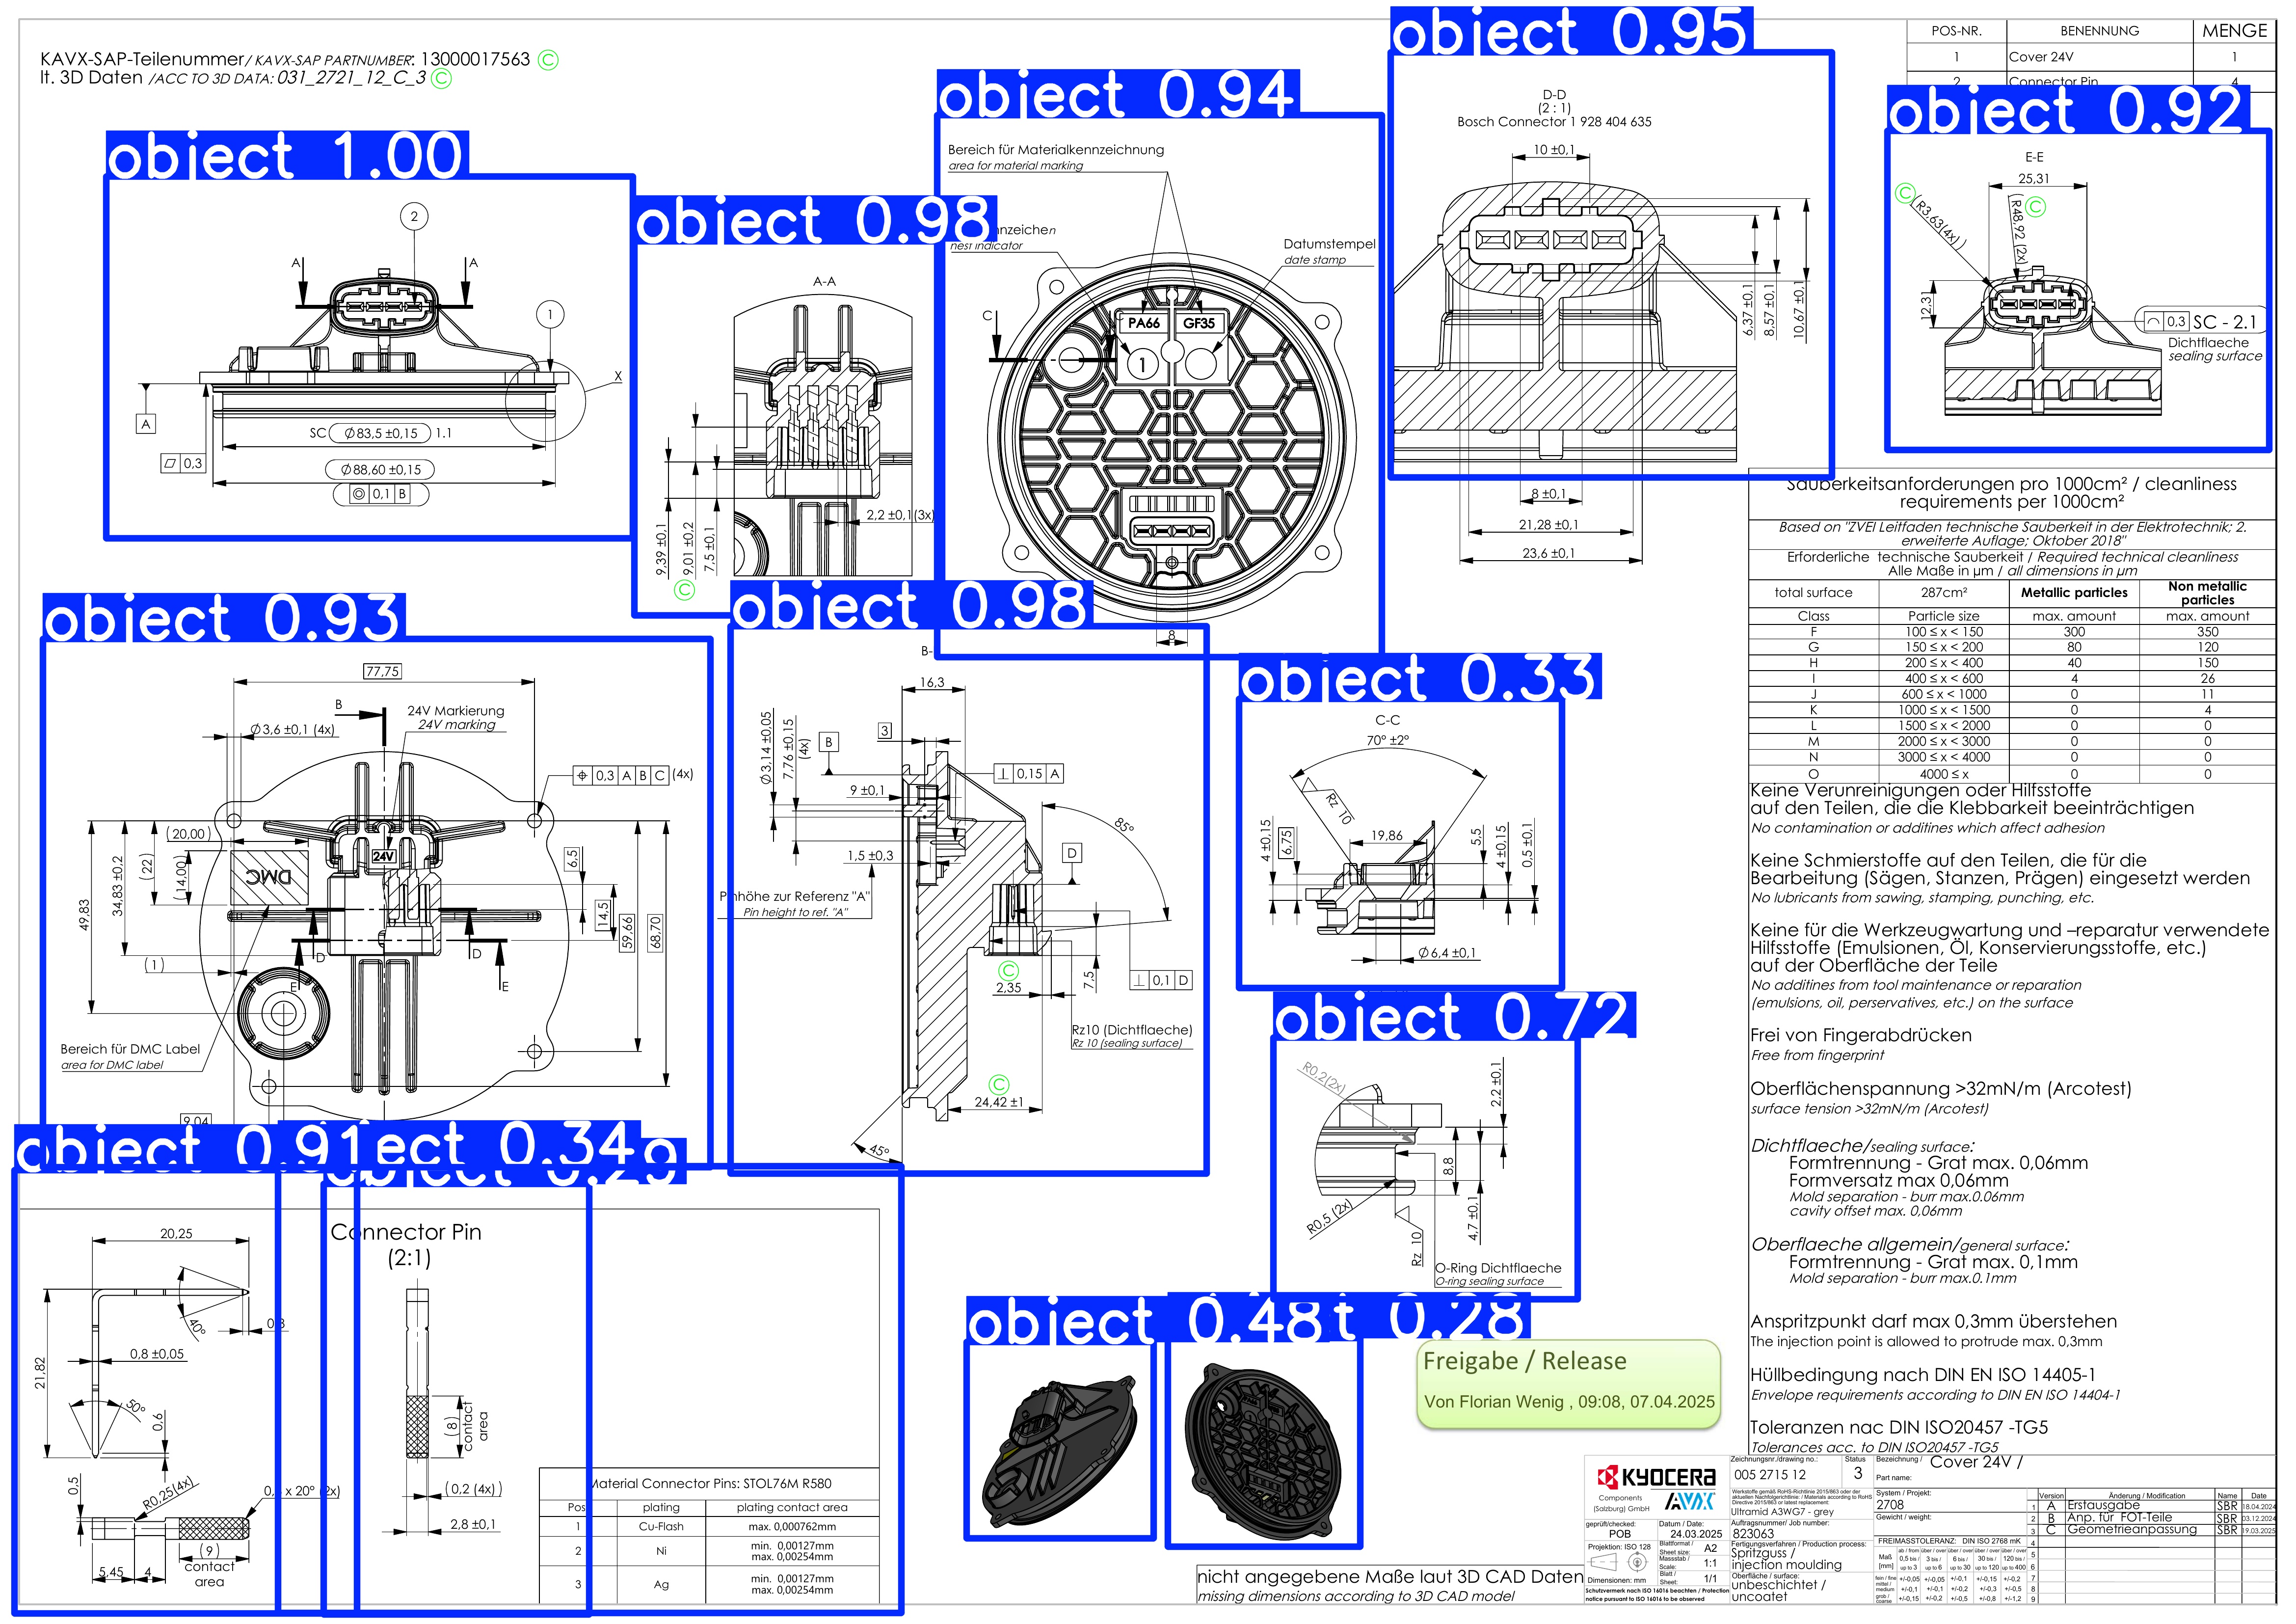 KAVX-SAP-Teilenummer/ KAVX-SAP PARTNUMBER: 13000017563 ©
lt. 3D Daten /ACC TO 3D DATA: 031_2721_12_C_3 ©
POS-NR. BENENNUNG MENGE
1 Cover 24V 1
2 Connector Pin 4
object 1.00
2
A A
1
X
A
SC Ø83,5 ±0,15 1.1
0,3
Ø88,60 ±0,15
0,1 B
object 0.98
A-A
2,2 ±0,1(3x)
9,39 ±0,1
9,01 ±0,2
7,5 ±0,1
©
object 0.94
Bereich für Materialkennzeichnung
area for material marking
Datumstempel
date stamp
C
PA66 GF35
1
8
object 0.95
D-D
(2 : 1)
Bosch Connector 1 928 404 635
10 ±0,1
6,37 ±0,1
8,57 ±0,1
10,67 ±0,1
8 ±0,1
21,28 ±0,1
23,6 ±0,1
object 0.92
E-E
25,31
© (R3,63(4x))
(R48,92 (2x)) ©
12,31
0,3 SC - 2.1
Dichtflaeche
sealing surface
object 0.93
77,75
B
24V Markierung
24V marking
Ø3,6 ±0,1 (4x)
0,3 A B C (4x)
(20,00)
24V
DMC
(14,00)
(22)
34,83 ±0,2
49,83
6,5
14,5
59,66
68,70
(1)
D D
E E
Bereich für DMC Label
area for DMC label
9,04
object 0.98
B-
16,3
Ø3,14 ±0,05
7,76 ±0,15
(4x)
B
3
0,15 A
9 ±0,1
85°
1,5 ±0,3
D
Pinhöhe zur Referenz "A"
Pin height to ref. "A"
©
2,35
7,5
0,1 D
Rz10 (Dichtflaeche)
Rz 10 (sealing surface)
©
24,42 ±1
45°
object 0.33
C-C
70° ±2°
Rz 10
19,86
4 ±0,15
6,75
5,5
4 ±0,15
0,5 ±0,1
Ø6,4 ±0,1
object 0.72
R0.2(2x)
2,2 ±0,1
8,8
4,7 ±0,1
R0,5 (2x)
Rz 10
O-Ring Dichtflaeche
O-ring sealing surface
object 0.91
ect 0.34
object 0.29
Connector Pin
(2:1)
20,25
40°
0,8 ±0,05
21,82
50°
0,6
0,5
R0,25(4x)
x 20°
(9)
contact
area
5,45 4
(8)
contact
area
(0,2 (4x))
2,8 ±0,1
Material Connector Pins: STOL76M R580
Pos plating plating contact area
1 Cu-Flash max. 0,000762mm
2 Ni min. 0,00127mm
max. 0,00254mm
3 Ag min. 0,00127mm
max. 0,00254mm
object 0.48
t 0.28
Freigabe / Release
Von Florian Wenig , 09:08, 07.04.2025
nicht angegebene Maße laut 3D CAD Daten
missing dimensions according to 3D CAD model
Sauberkeitsanforderungen pro 1000cm² / cleanliness
requirements per 1000cm²
Based on "ZVEI Leitfaden technische Sauberkeit in der Elektrotechnik; 2.
erweiterte Auflage; Oktober 2018"
Erforderliche technische Sauberkeit / Required technical cleanliness
Alle Maße in µm / all dimensions in µm
total surface 287cm² Metallic particles Non metallic particles
Class Particle size max. amount max. amount
F 100 ≤ x < 150 300 350
G 150 ≤ x < 200 80 120
H 200 ≤ x < 400 40 150
I 400 ≤ x < 600 4 26
J 600 ≤ x < 1000 0 11
K 1000 ≤ x < 1500 0 4
L 1500 ≤ x < 2000 0 0
M 2000 ≤ x < 3000 0 0
N 3000 ≤ x < 4000 0 0
O 4000 ≤ x 0 0
Keine Verunreinigungen oder Hilfsstoffe
auf den Teilen, die die Klebbarkeit beeinträchtigen
No contamination or additines which affect adhesion
Keine Schmierstoffe auf den Teilen, die für die
Bearbeitung (Sägen, Stanzen, Prägen) eingesetzt werden
No lubricants from sawing, stamping, punching, etc.
Keine für die Werkzeugwartung und –reparatur verwendete
Hilfsstoffe (Emulsionen, Öl, Konservierungsstoffe, etc.)
auf der Oberfläche der Teile
No additines from tool maintenance or reparation
(emulsions, oil, perservatives, etc.) on the surface
Frei von Fingerabdrücken
Free from fingerprint
Oberflächenspannung >32mN/m (Arcotest)
surface tension >32mN/m (Arcotest)
Dichtflaeche/sealing surface:
Formtrennung - Grat max. 0,06mm
Formversatz max 0,06mm
Mold separation - burr max.0.06mm
cavity offset max. 0,06mm
Oberflaeche allgemein/general surface:
Formtrennung - Grat max. 0,1mm
Mold separation - burr max.0.1mm
Anspritzpunkt darf max 0,3mm überstehen
The injection point is allowed to protrude max. 0,3mm
Hüllbedingung nach DIN EN ISO 14405-1
Envelope requirements according to DIN EN ISO 14404-1
Toleranzen nac DIN ISO20457 -TG5
Tolerances acc. to DIN ISO20457 -TG5
KYOCERA
AVX
Components
(Salzburg) GmbH
Zeichnungsnr./drawing no.: Status
005 2715 12 3
Bezeichnung / Cover 24V /
Part name:
Ultramid A3WG7 - grey
System / Projekt:
2708
Gewicht / weight:
geprüft/checked: Datum / Date:
POB 24.03.2025
Auftragsnummer/ Job number:
823063
Projektion: ISO 128
Blattformat / Sheet size: A2
Massstab / Scale: 1:1
Blatt / Sheet: 1/1
Dimensionen: mm
Fertigungsverfahren / Production process:
Spritzguss /
injection moulding
Oberfläche / surface:
unbeschichtet /
uncoatet
Schutzvermerk nach ISO 16016 beachten / Protection
notice pursuant to ISO 16016 to be observed
Version Änderung / Modification Name Date
1 A Erstausgabe SBR 18.04.2024
2 B Anp. für FOT-Teile SBR 03.12.2024
3 C Geometrieanpassung SBR 19.03.2025
FREIMASSTOLERANZ: DIN ISO 2768 mK